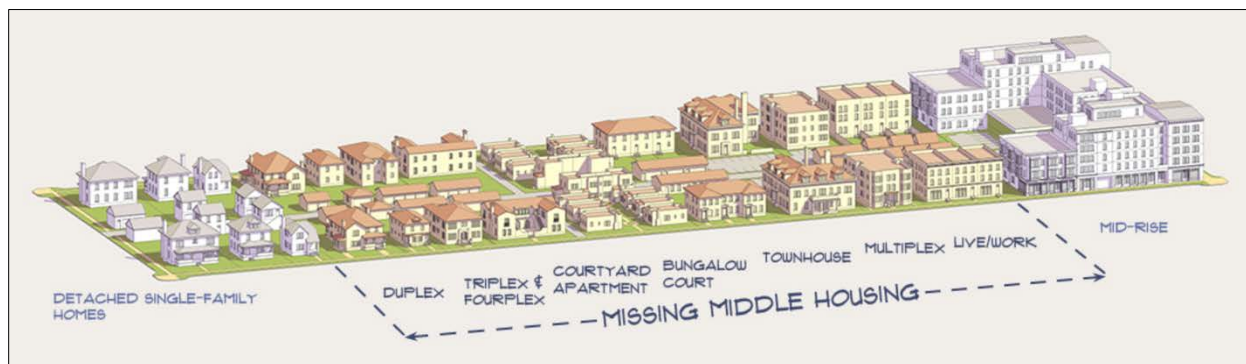 DETACHED SINGLE-FAMILY
HOMES
DUPLEX
TRIPLEX &
FOURPLEX
COURTYARD
APARTMENT
BUNGALOW
COURT
TOWNHOUSE
MULTIPLEX
LIVE/WORK
MID-RISE
MISSING MIDDLE HOUSING